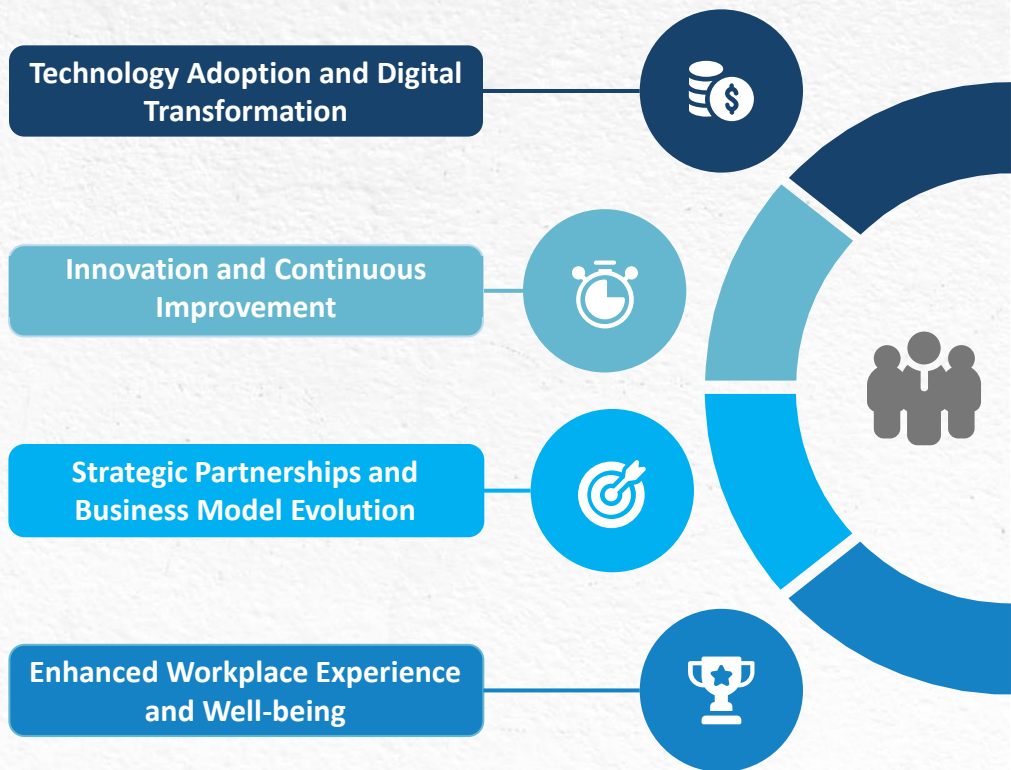 Technology Adoption and Digital
Transformation
Innovation and Continuous
Improvement
Strategic Partnerships and
Business Model Evolution
Enhanced Workplace Experience
and Well-being
$